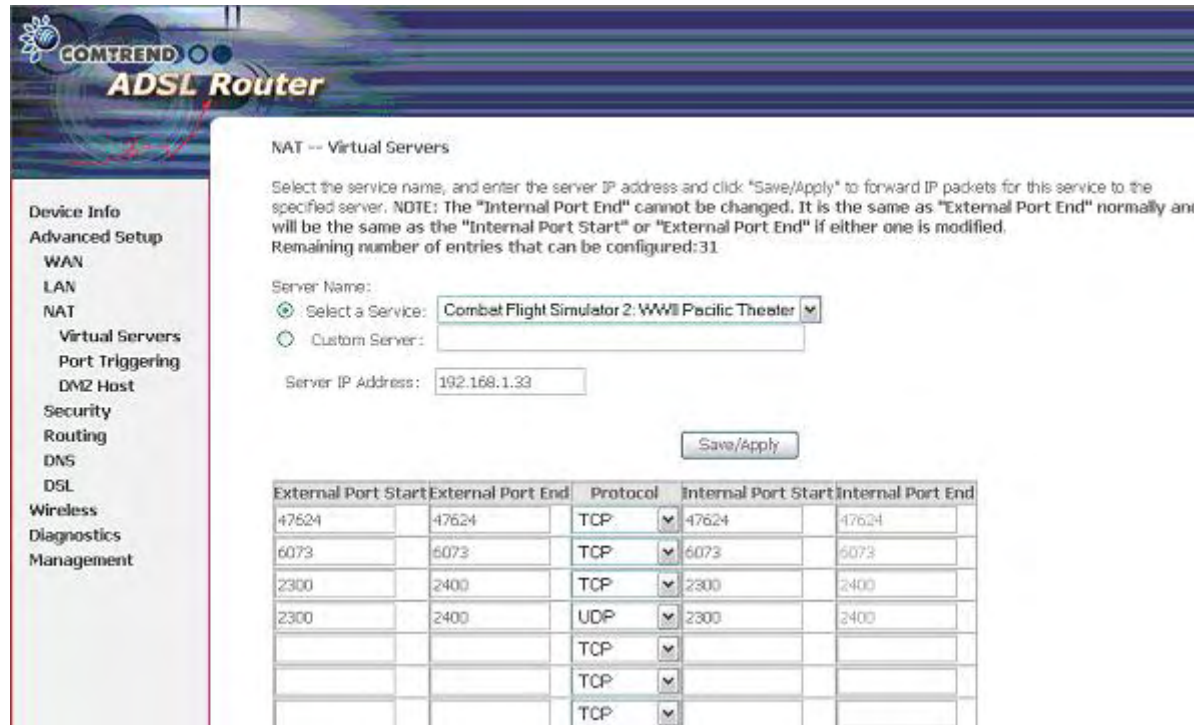 COMTREND
ADSL Router
Device Info
Advanced Setup
WAN
LAN
NAT
Virtual Servers
Port Triggering
DMZ Host
Security
Routing
DNS
DSL
Wireless
Diagnostics
Management
NAT -- Virtual Servers
Select the service name, and enter the server IP address and click "Save/Apply" to forward IP packets for this service to the
specified server. NOTE: The "Internal Port End" cannot be changed. It is the same as "External Port End" normally and
will be the same as the "Internal Port Start" or "External Port End" if either one is modified.
Remaining number of entries that can be configured:31
Server Name:
Select a Service: Combat Flight Simulator 2: WWII Pacific Theater
Custom Server:
Server IP Address: 192.168.1.33
Save/Apply
External Port Start External Port End Protocol Internal Port Start Internal Port End
47624 47624 TCP 47624 47624
6073 6073 TCP 6073 6073
2300 2400 TCP 2300 2400
2300 2400 UDP 2300 2400
TCP
TCP
TCP